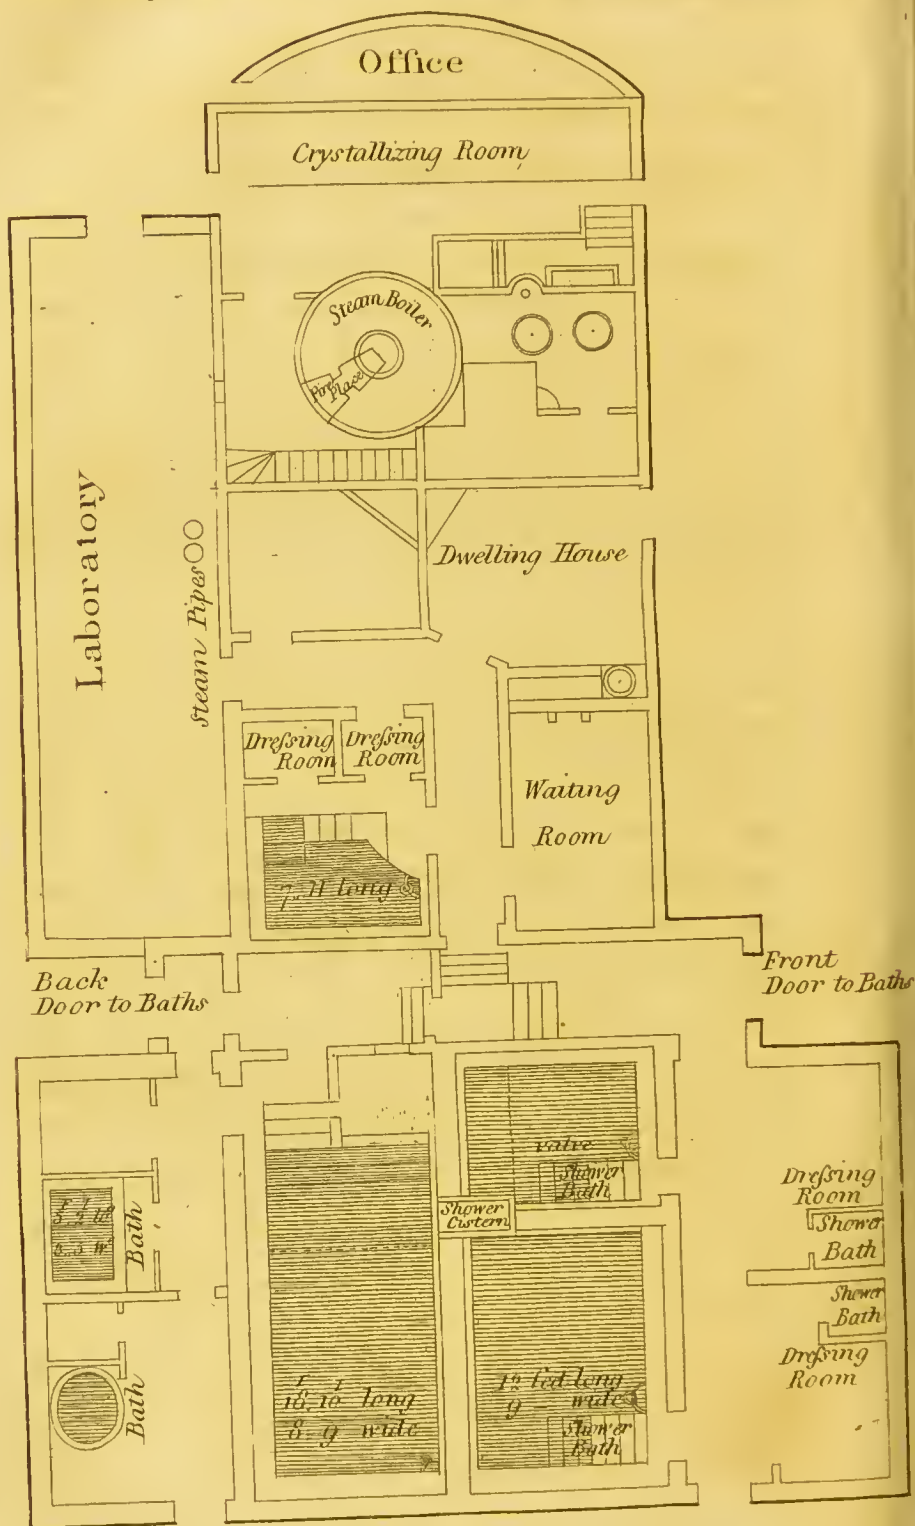 Office
Crystallizing Room
Steam Boiler
Fire
Place
Laboratory
Steam Pipes
Dwelling House
Dreſsing
Room
Dreſsing
Room
Waiting
Room
7.. 11 long
Back
Door to Baths
Front
Door to Baths
valve
Shower
Bath
Shower
Cistern
Bath
Dreſsing
Room
Shower
Bath
Shower
Bath
Dreſsing
Room
18.. 10 long
8.. 9 wide
12 feet long
9 wide
Shower
Bath
Bath